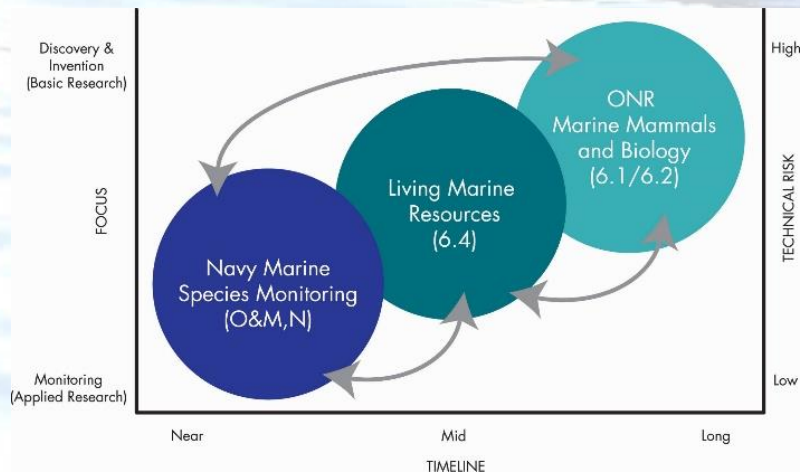 Discovery &
Invention
(Basic Research)
High
ONR
Marine Mammals
and Biology
(6.1/6.2)
Living Marine
Resources
(6.4)
FOCUS
TECHNICAL RISK
Navy Marine
Species Monitoring
(O&M,N)
Monitoring
(Applied Research)
Low
Near
Mid
Long
TIMELINE